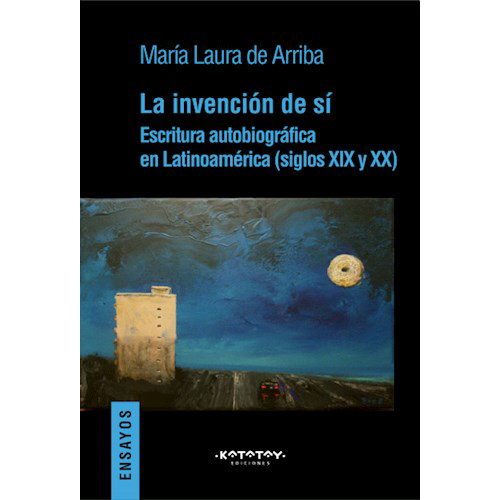 María Laura de Arriba
La invención de sí
Escritura autobiográfica
en Latinoamérica (siglos XIX y XX)
ENSAYOS
·KATATAY·
EDICIONES